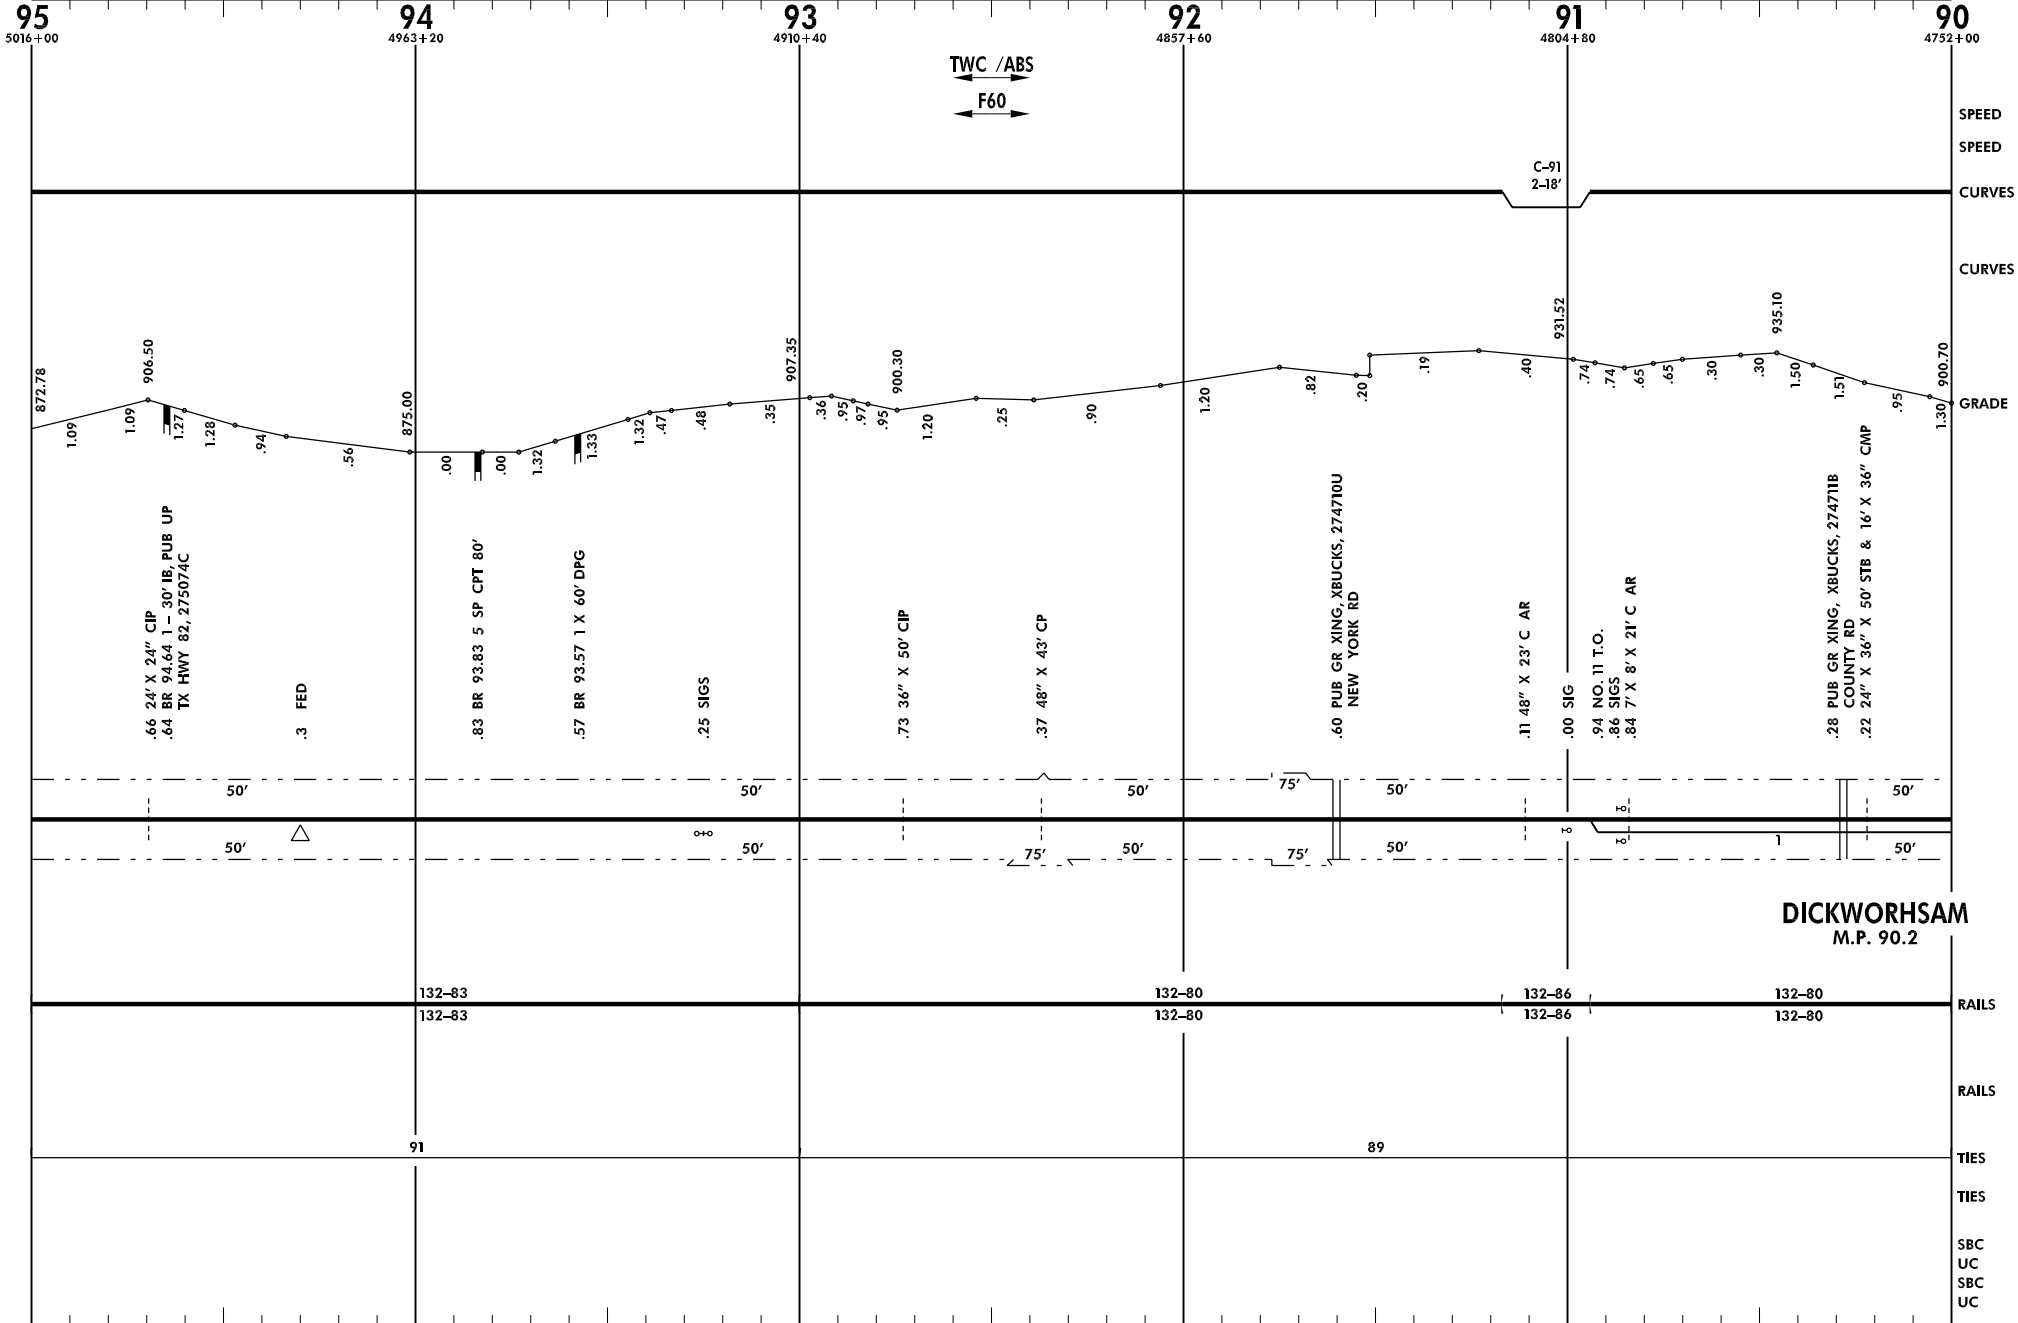 95 94 93 92 91 90
5016+00 4963+20 4910+40 4857+60 4804+80 4752+00
TWC /ABS
F60
SPEED
SPEED
C-91
2-18'
CURVES
CURVES
872.78 906.50 875.00 907.35 900.30 931.52 935.10 900.70
GRADE
1.09 1.09 1.27 1.28 .94 .56 .00 .00 1.32 1.33 1.32 .47 .48 .35 .36 .95 .97 .95 1.20 .25 .90 1.20 .82 .20 .19 .40 .74 .74 .65 .65 .30 .30 1.50 1.51 .95 1.30
.66 24' X 24" CIP
.64 BR 94.64 1 – 30' IB, PUB UP
TX HWY 82, 275074C
.3 FED
.83 BR 93.83 5 SP CPT 80'
.57 BR 93.57 1 X 60' DPG
.25 SIGS
.73 36" X 50' CIP
.37 48" X 43' CP
.60 PUB GR XING, XBUCKS, 274710U
NEW YORK RD
.11 48" X 23' C AR
.00 SIG
.94 NO. 11 T.O.
.86 SIGS
.84 7' X 8' X 21' C AR
.28 PUB GR XING, XBUCKS, 274711B
COUNTY RD
.22 24" X 36" X 50' STB & 16' X 36" CMP
50' 50' 50' 75' 50' 50'
50' 50' 75' 50' 75' 50' 1 50'
DICKWORHSAM
M.P. 90.2
132-83 132-80 132-86 132-80
RAILS
132-83 132-80 132-86 132-80
RAILS
91 89
TIES
TIES
SBC
UC
SBC
UC